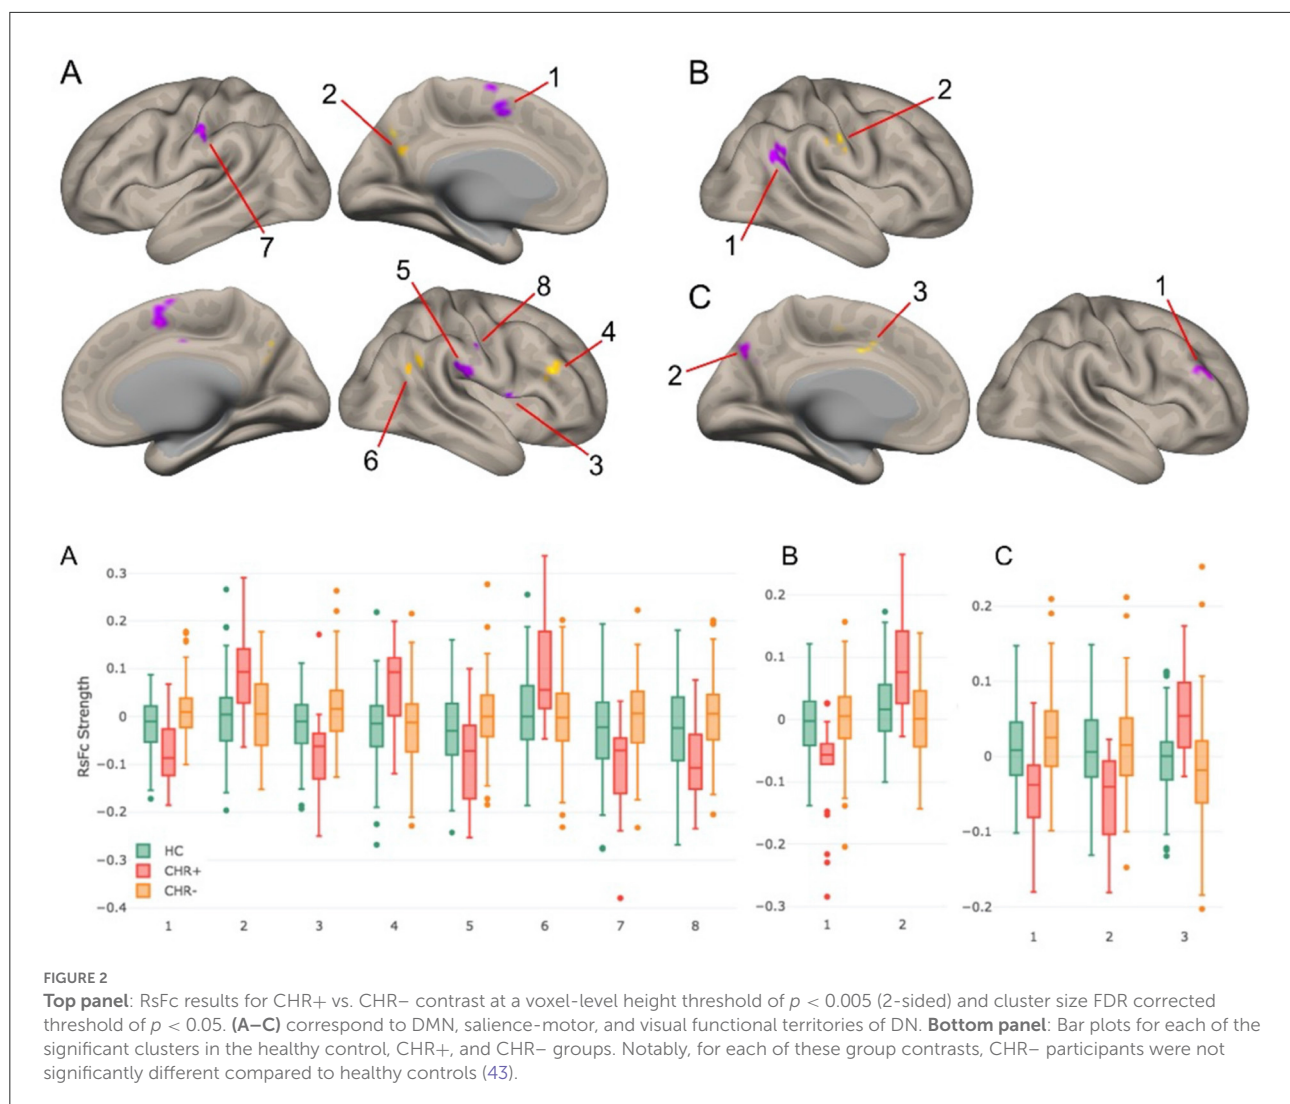 A
B
1
2
2
7
1
5
8
4
6
3
C
3
1
2
A
B
C
RsFc Strength
0.3
0.2
0.1
0
−0.1
−0.2
−0.3
−0.4
HC
CHR+
CHR-
1 2 3 4 5 6 7 8
0.2
0.1
0
−0.1
−0.2
−0.3
1 2
0.2
0.1
0
−0.1
−0.2
1 2 3
FIGURE 2
Top panel: RsFc results for CHR+ vs. CHR− contrast at a voxel-level height threshold of p < 0.005 (2-sided) and cluster size FDR corrected
threshold of p < 0.05. (A–C) correspond to DMN, salience-motor, and visual functional territories of DN. Bottom panel: Bar plots for each of the
significant clusters in the healthy control, CHR+, and CHR− groups. Notably, for each of these group contrasts, CHR− participants were not
significantly different compared to healthy controls (43).